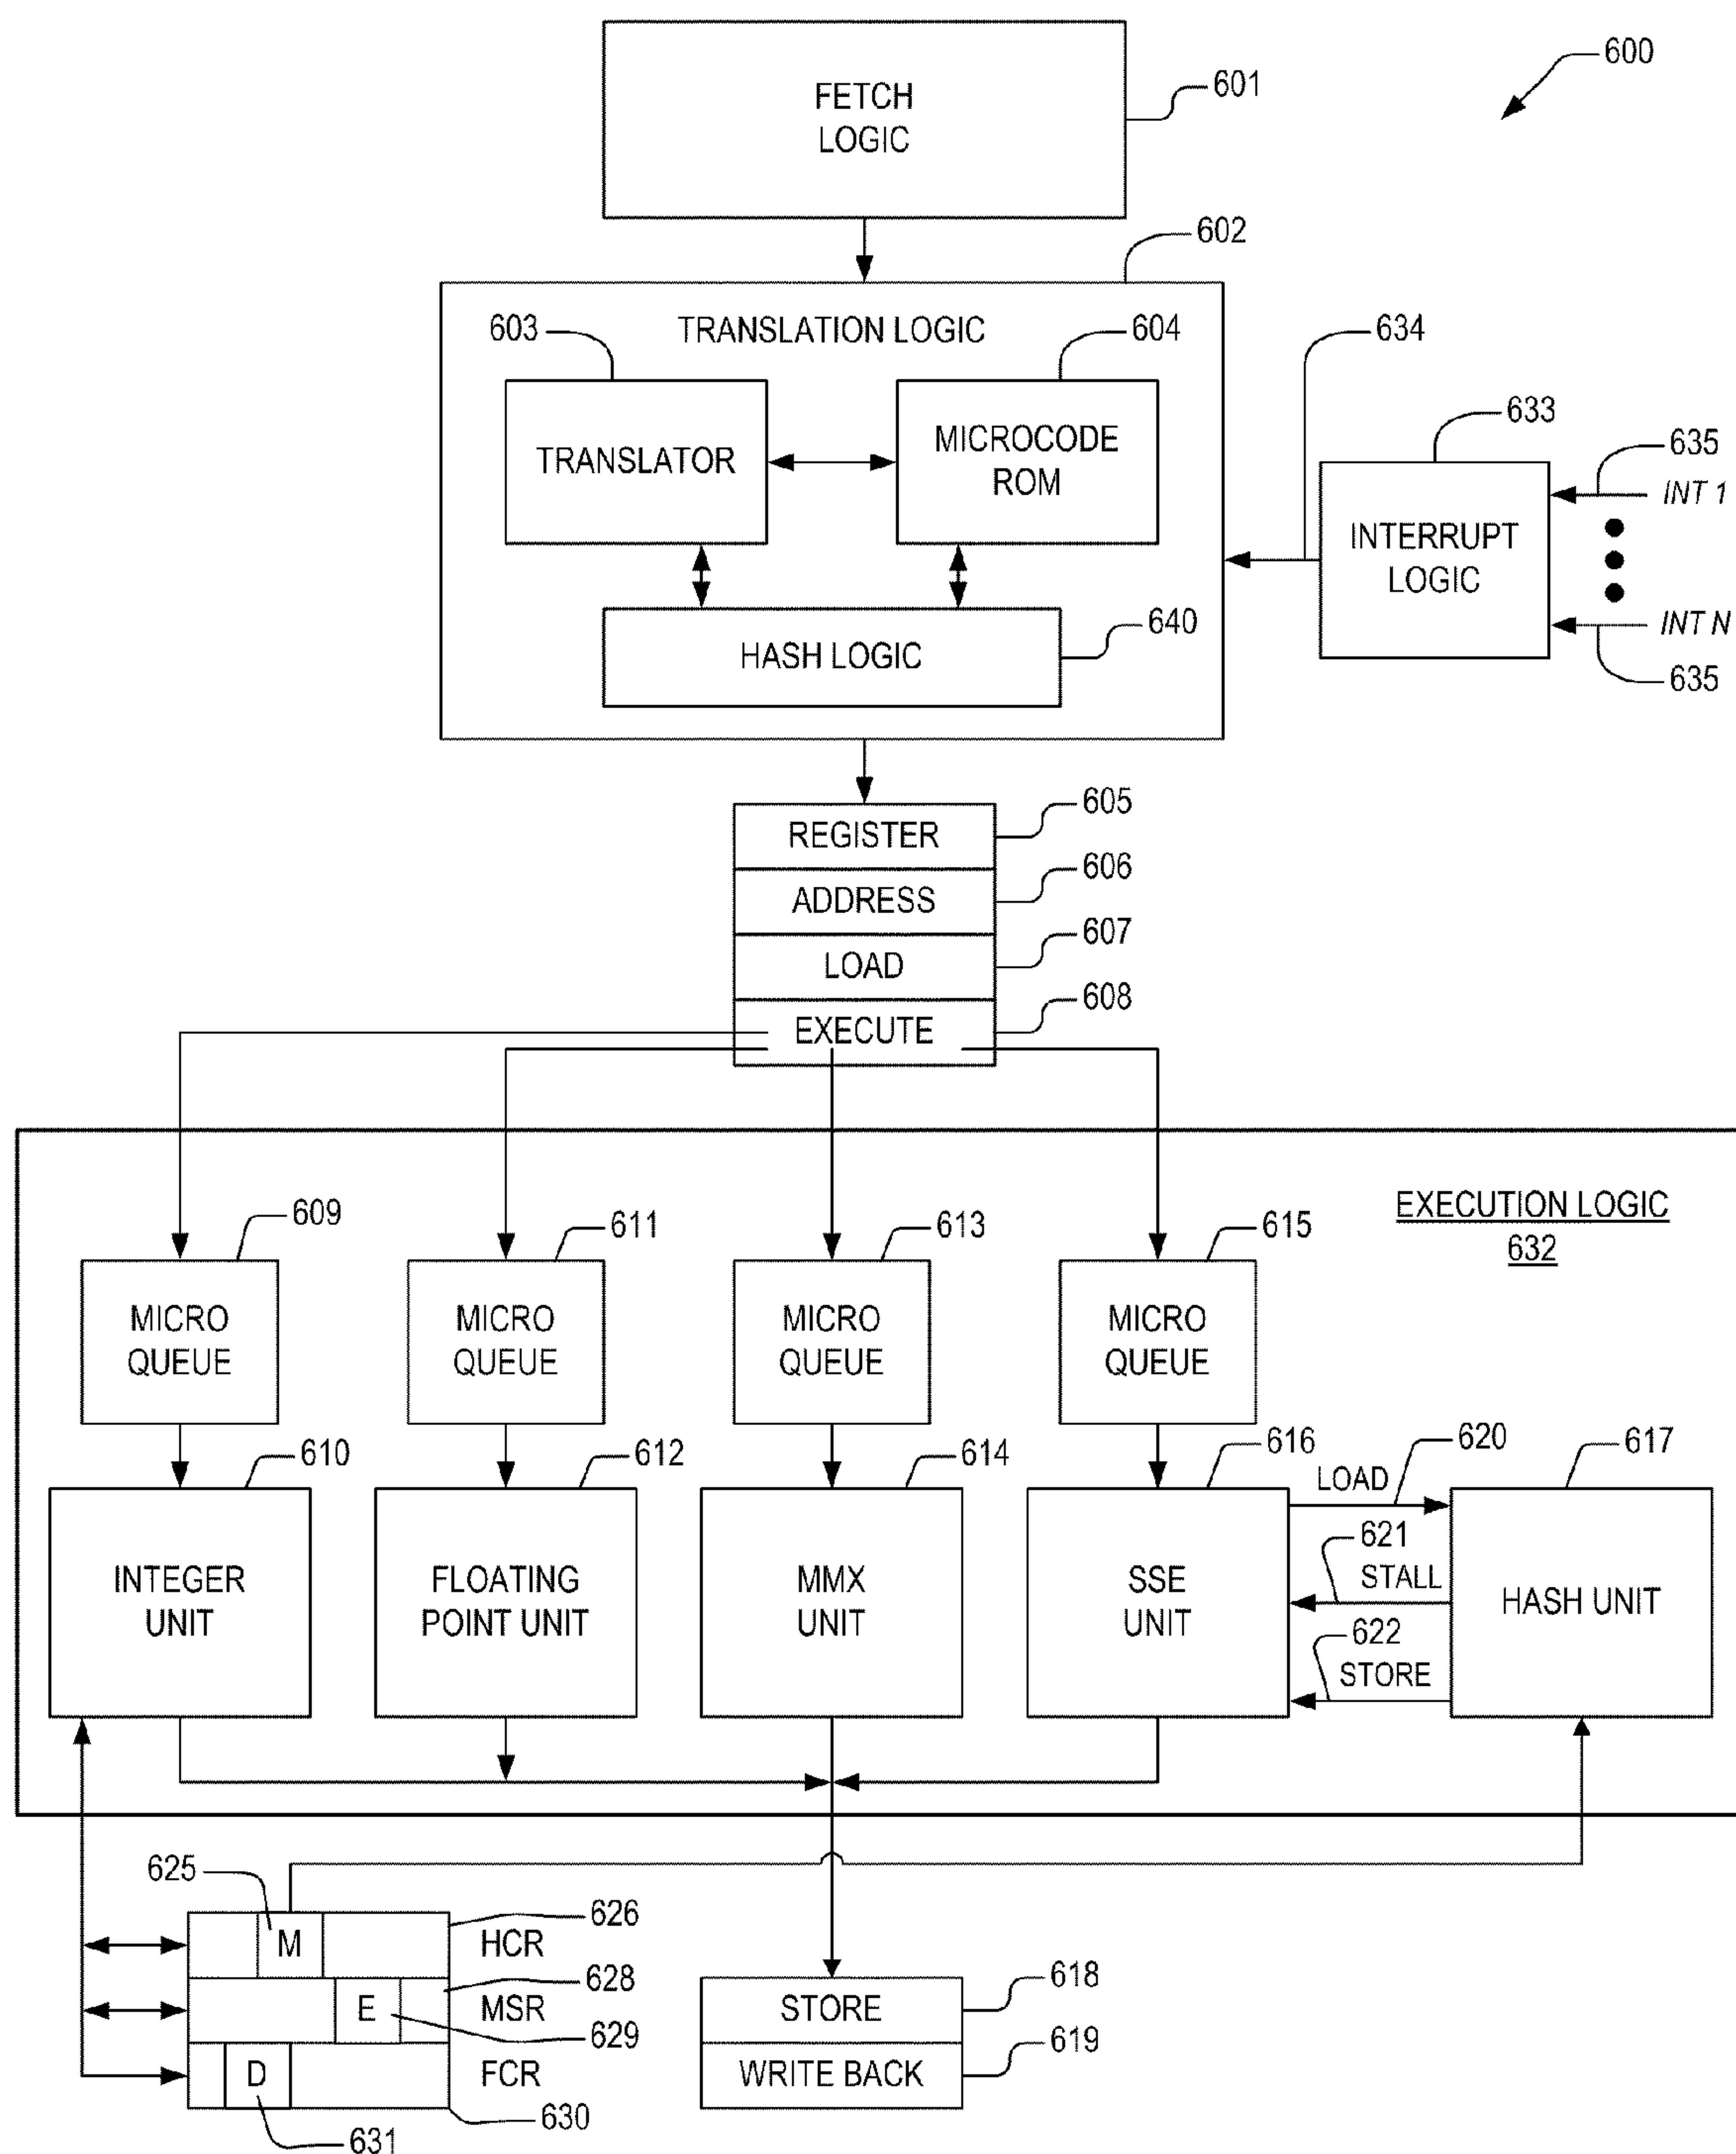 600
FETCH
LOGIC
601
602
TRANSLATION LOGIC
603
604
634
TRANSLATOR
MICROCODE
ROM
633
635
INT 1
INTERRUPT
LOGIC
INT N
635
HASH LOGIC
640
REGISTER
605
ADDRESS
606
LOAD
607
EXECUTE
608
EXECUTION LOGIC
632
609
611
613
615
MICRO
QUEUE
MICRO
QUEUE
MICRO
QUEUE
MICRO
QUEUE
610
612
614
616
620
617
LOAD
621
STALL
622
STORE
INTEGER
UNIT
FLOATING
POINT UNIT
MMX
UNIT
SSE
UNIT
HASH UNIT
625
M
626
HCR
628
E
MSR
629
D
FCR
630
631
STORE
618
WRITE BACK
619